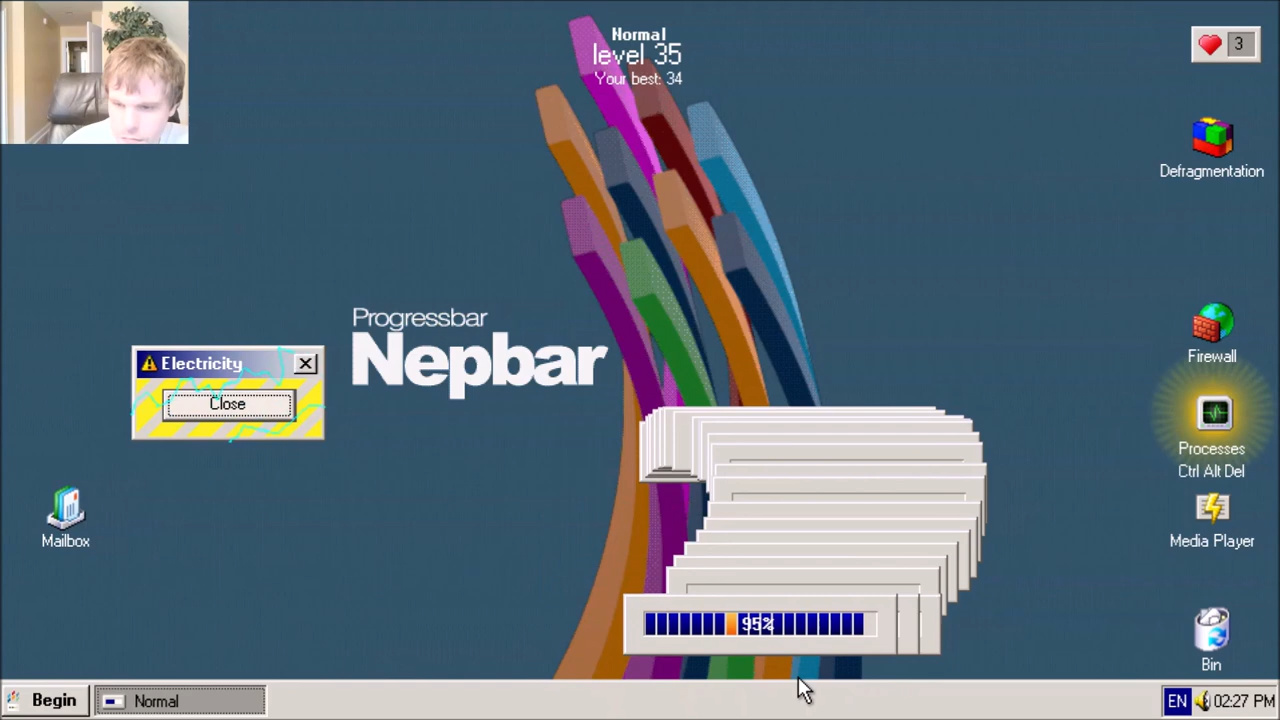 Normal
level 35
Your best: 34
3
Defragmentation
Progressbar
Nepbar
Firewall
Electricity
Close
Processes
Ctrl Alt Del
Mailbox
Media Player
95%
Bin
Begin
Normal
EN
02:27 PM